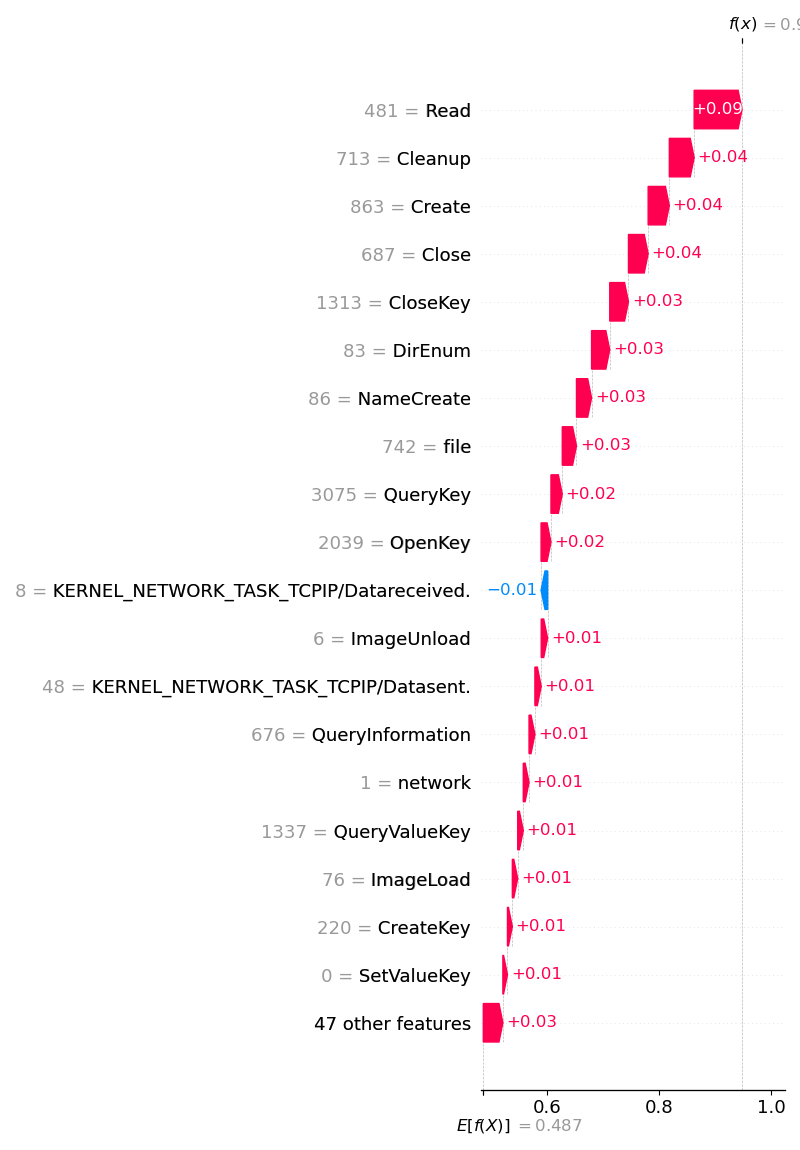 f(x) = 0.9
481 = Read
+0.09
713 = Cleanup
+0.04
863 = Create
+0.04
687 = Close
+0.04
1313 = CloseKey
+0.03
83 = DirEnum
+0.03
86 = NameCreate
+0.03
742 = file
+0.03
3075 = QueryKey
+0.02
2039 = OpenKey
+0.02
8 = KERNEL_NETWORK_TASK_TCPIP/Datareceived.
−0.01
6 = ImageUnload
+0.01
48 = KERNEL_NETWORK_TASK_TCPIP/Datasent.
+0.01
676 = QueryInformation
+0.01
1 = network
+0.01
1337 = QueryValueKey
+0.01
76 = ImageLoad
+0.01
220 = CreateKey
+0.01
0 = SetValueKey
+0.01
47 other features
+0.03
0.6 0.8 1.0
E[f(X)] = 0.487